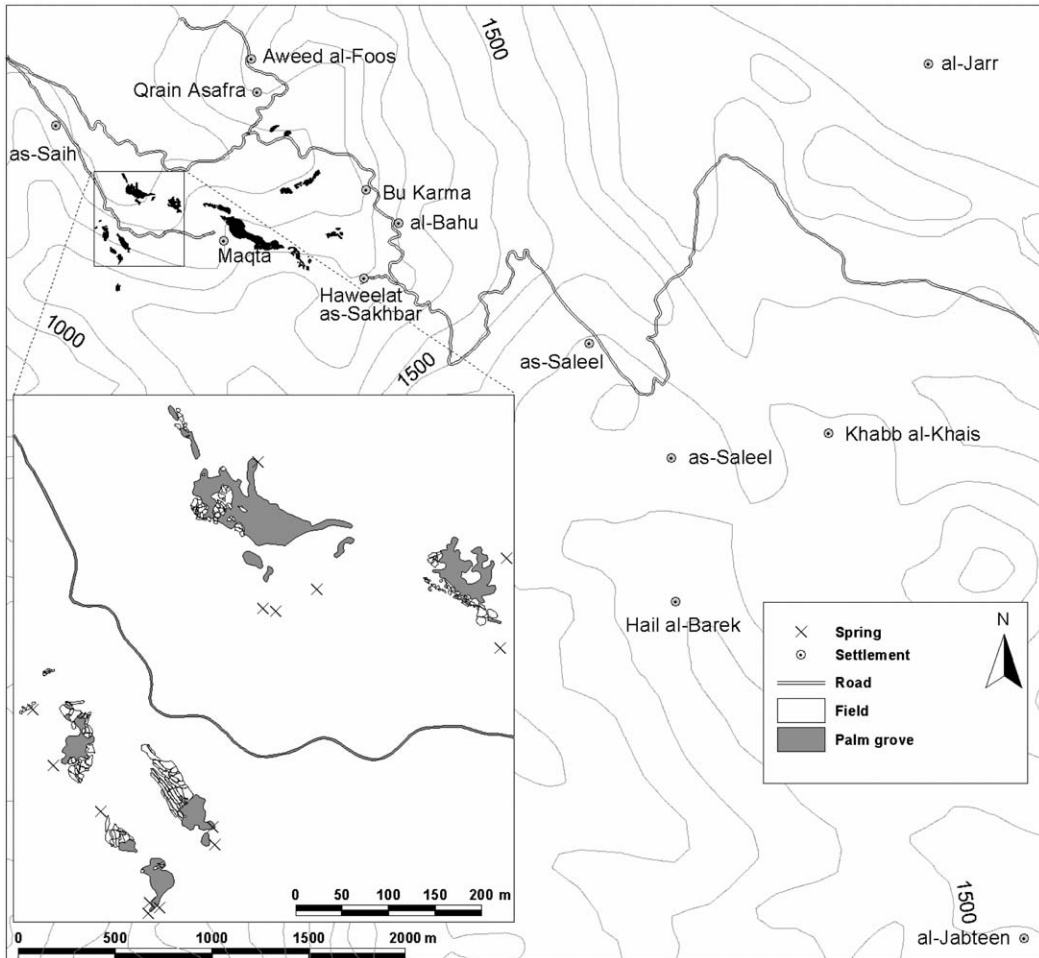 1500
Aweed al-Foos
al-Jarr
Qrain Asafra
as-Saih
Bu Karma
al-Bahu
Maqta
Haweelat
as-Sakhbar
1000
1500
as-Saleel
Khabb al-Khais
as-Saleel
Hail al-Barek
N
Spring
Settlement
Road
Field
Palm grove
0 50 100 150 200 m
1500
al-Jabteen
0 500 1000 1500 2000 m